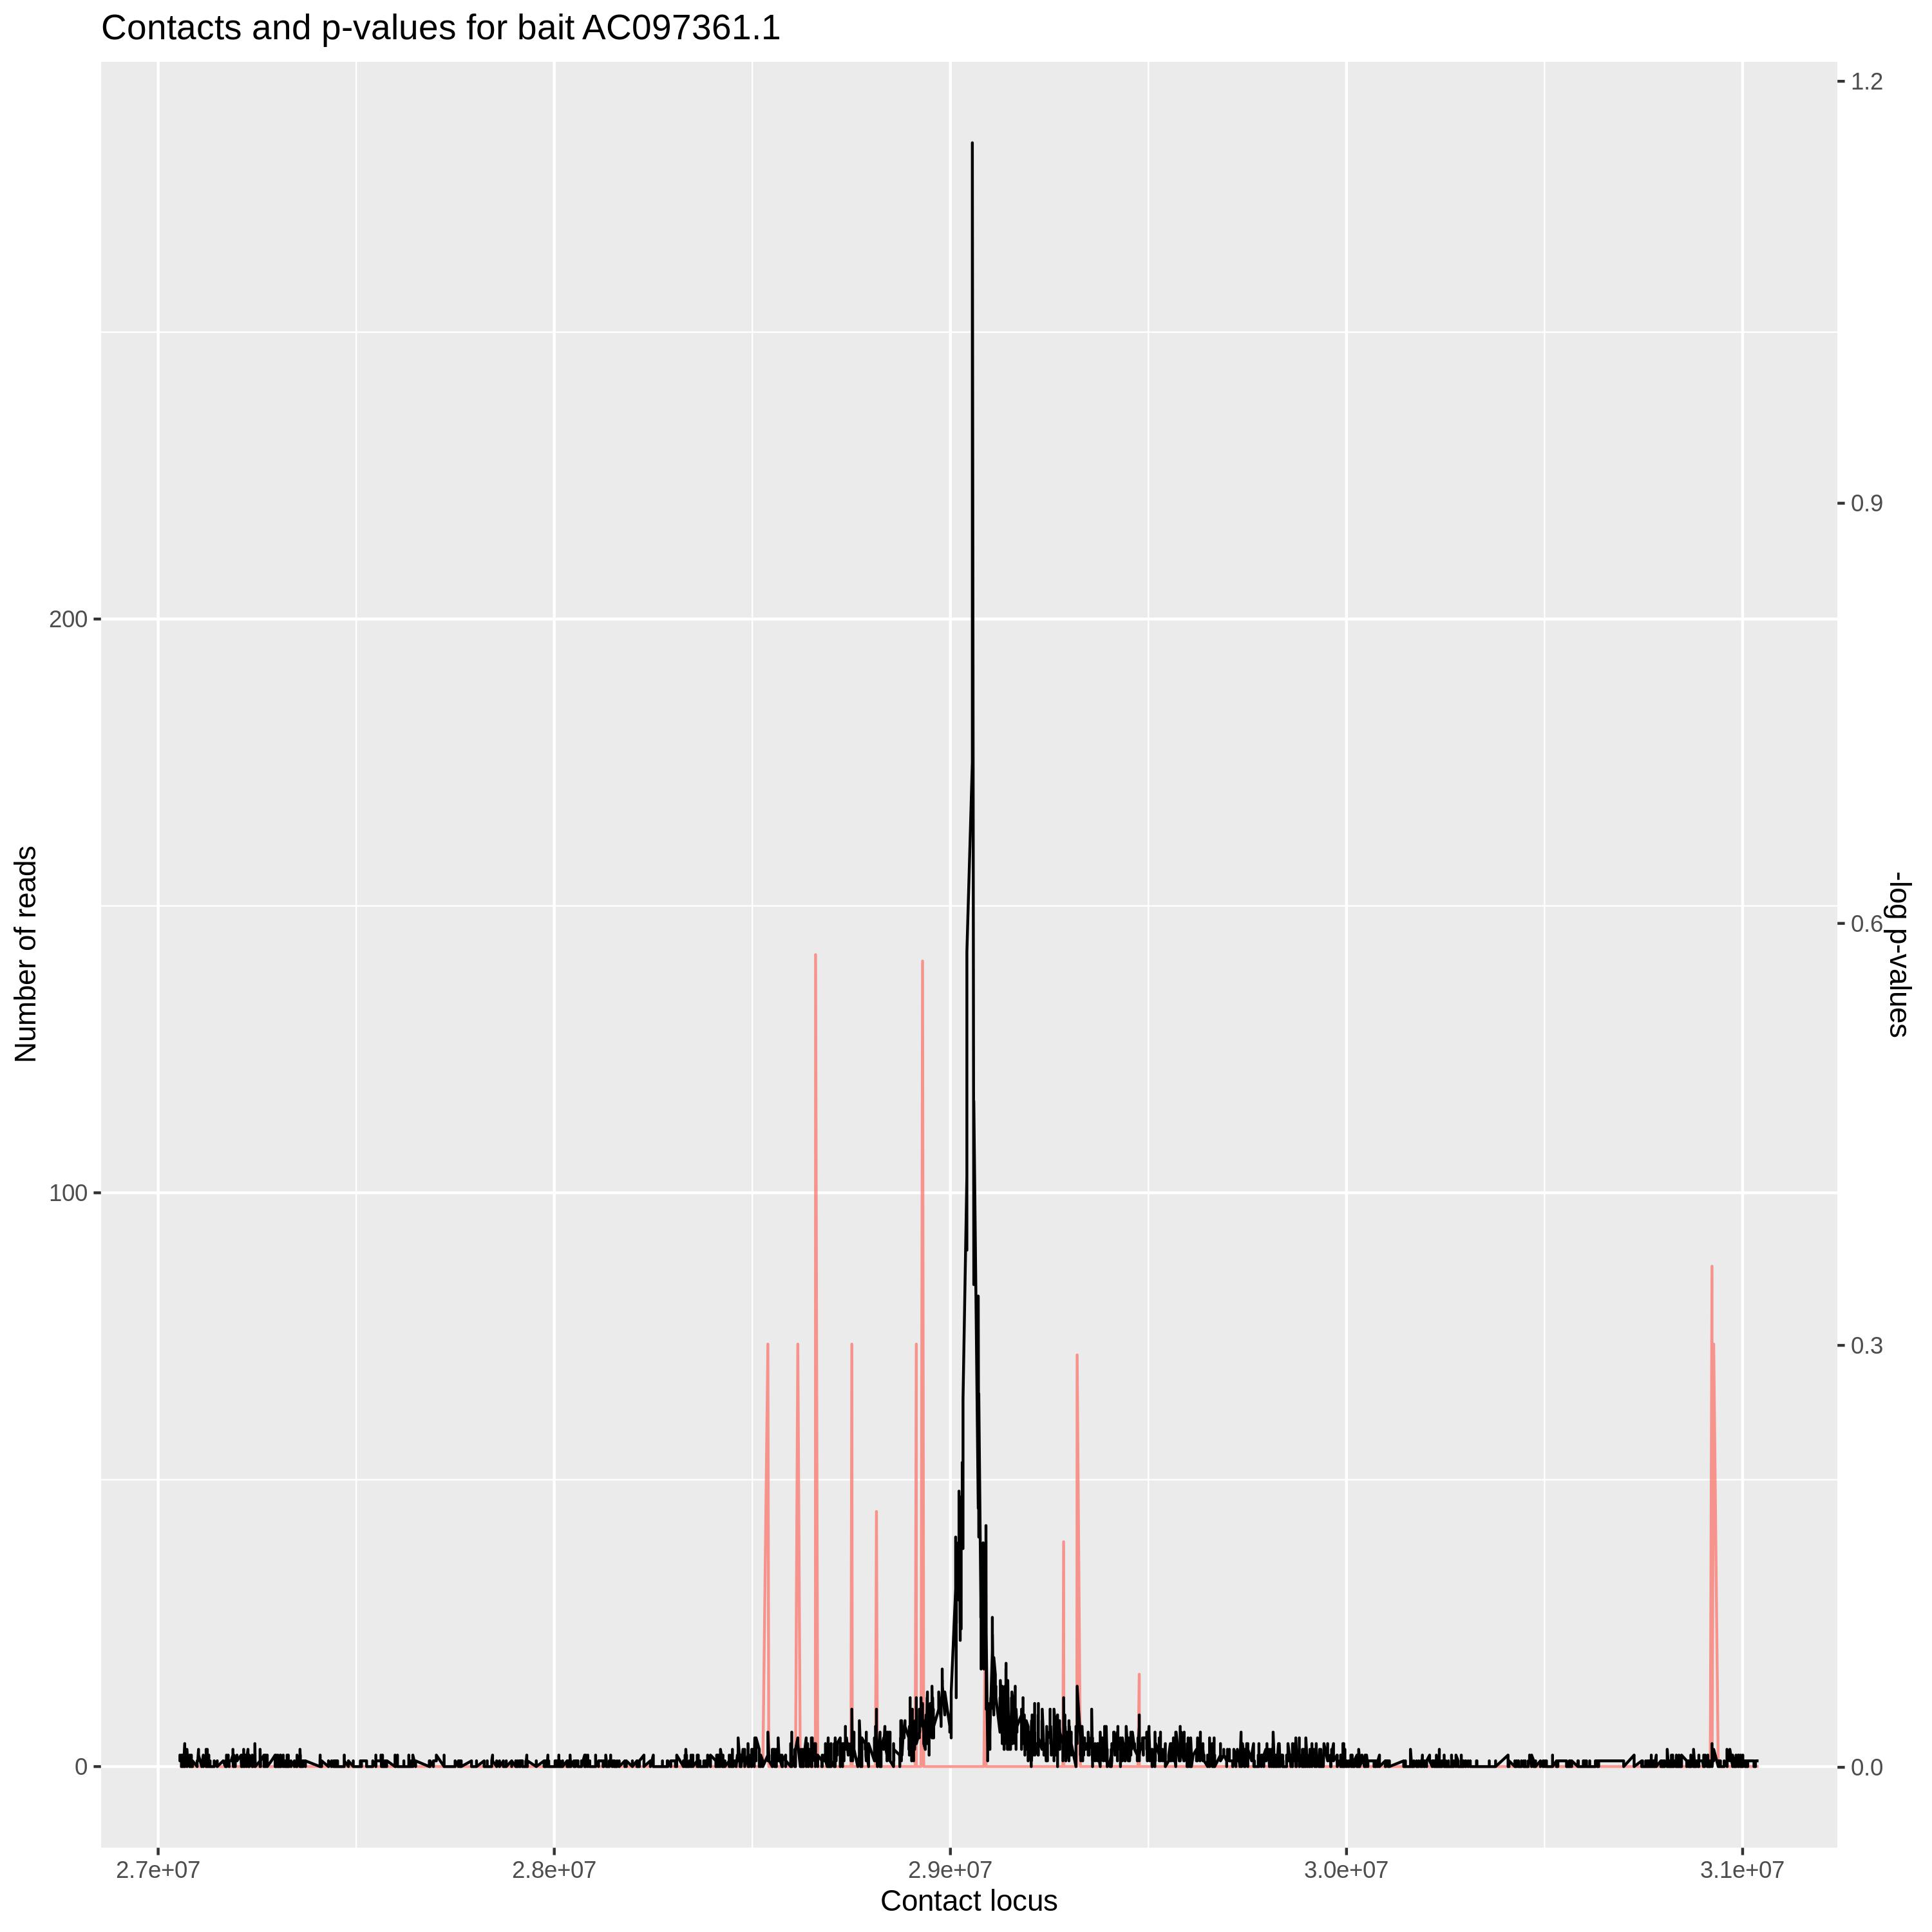 Contacts and p-values for bait AC097361.1
1.2
0.9
200
Number of reads
-log p-values
0.6
100
0.3
0
0.0
2.7e+07
2.8e+07
2.9e+07
3.0e+07
3.1e+07
Contact locus